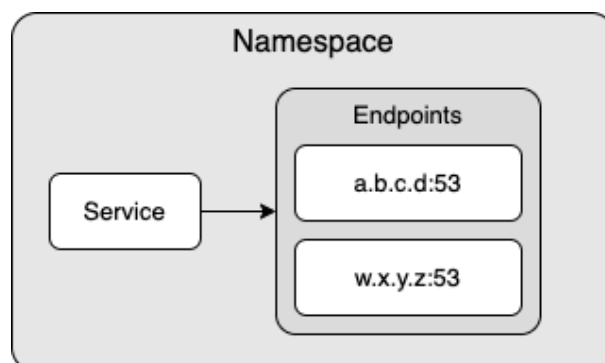 Namespace
Endpoints
a.b.c.d:53
Service
w.x.y.z:53